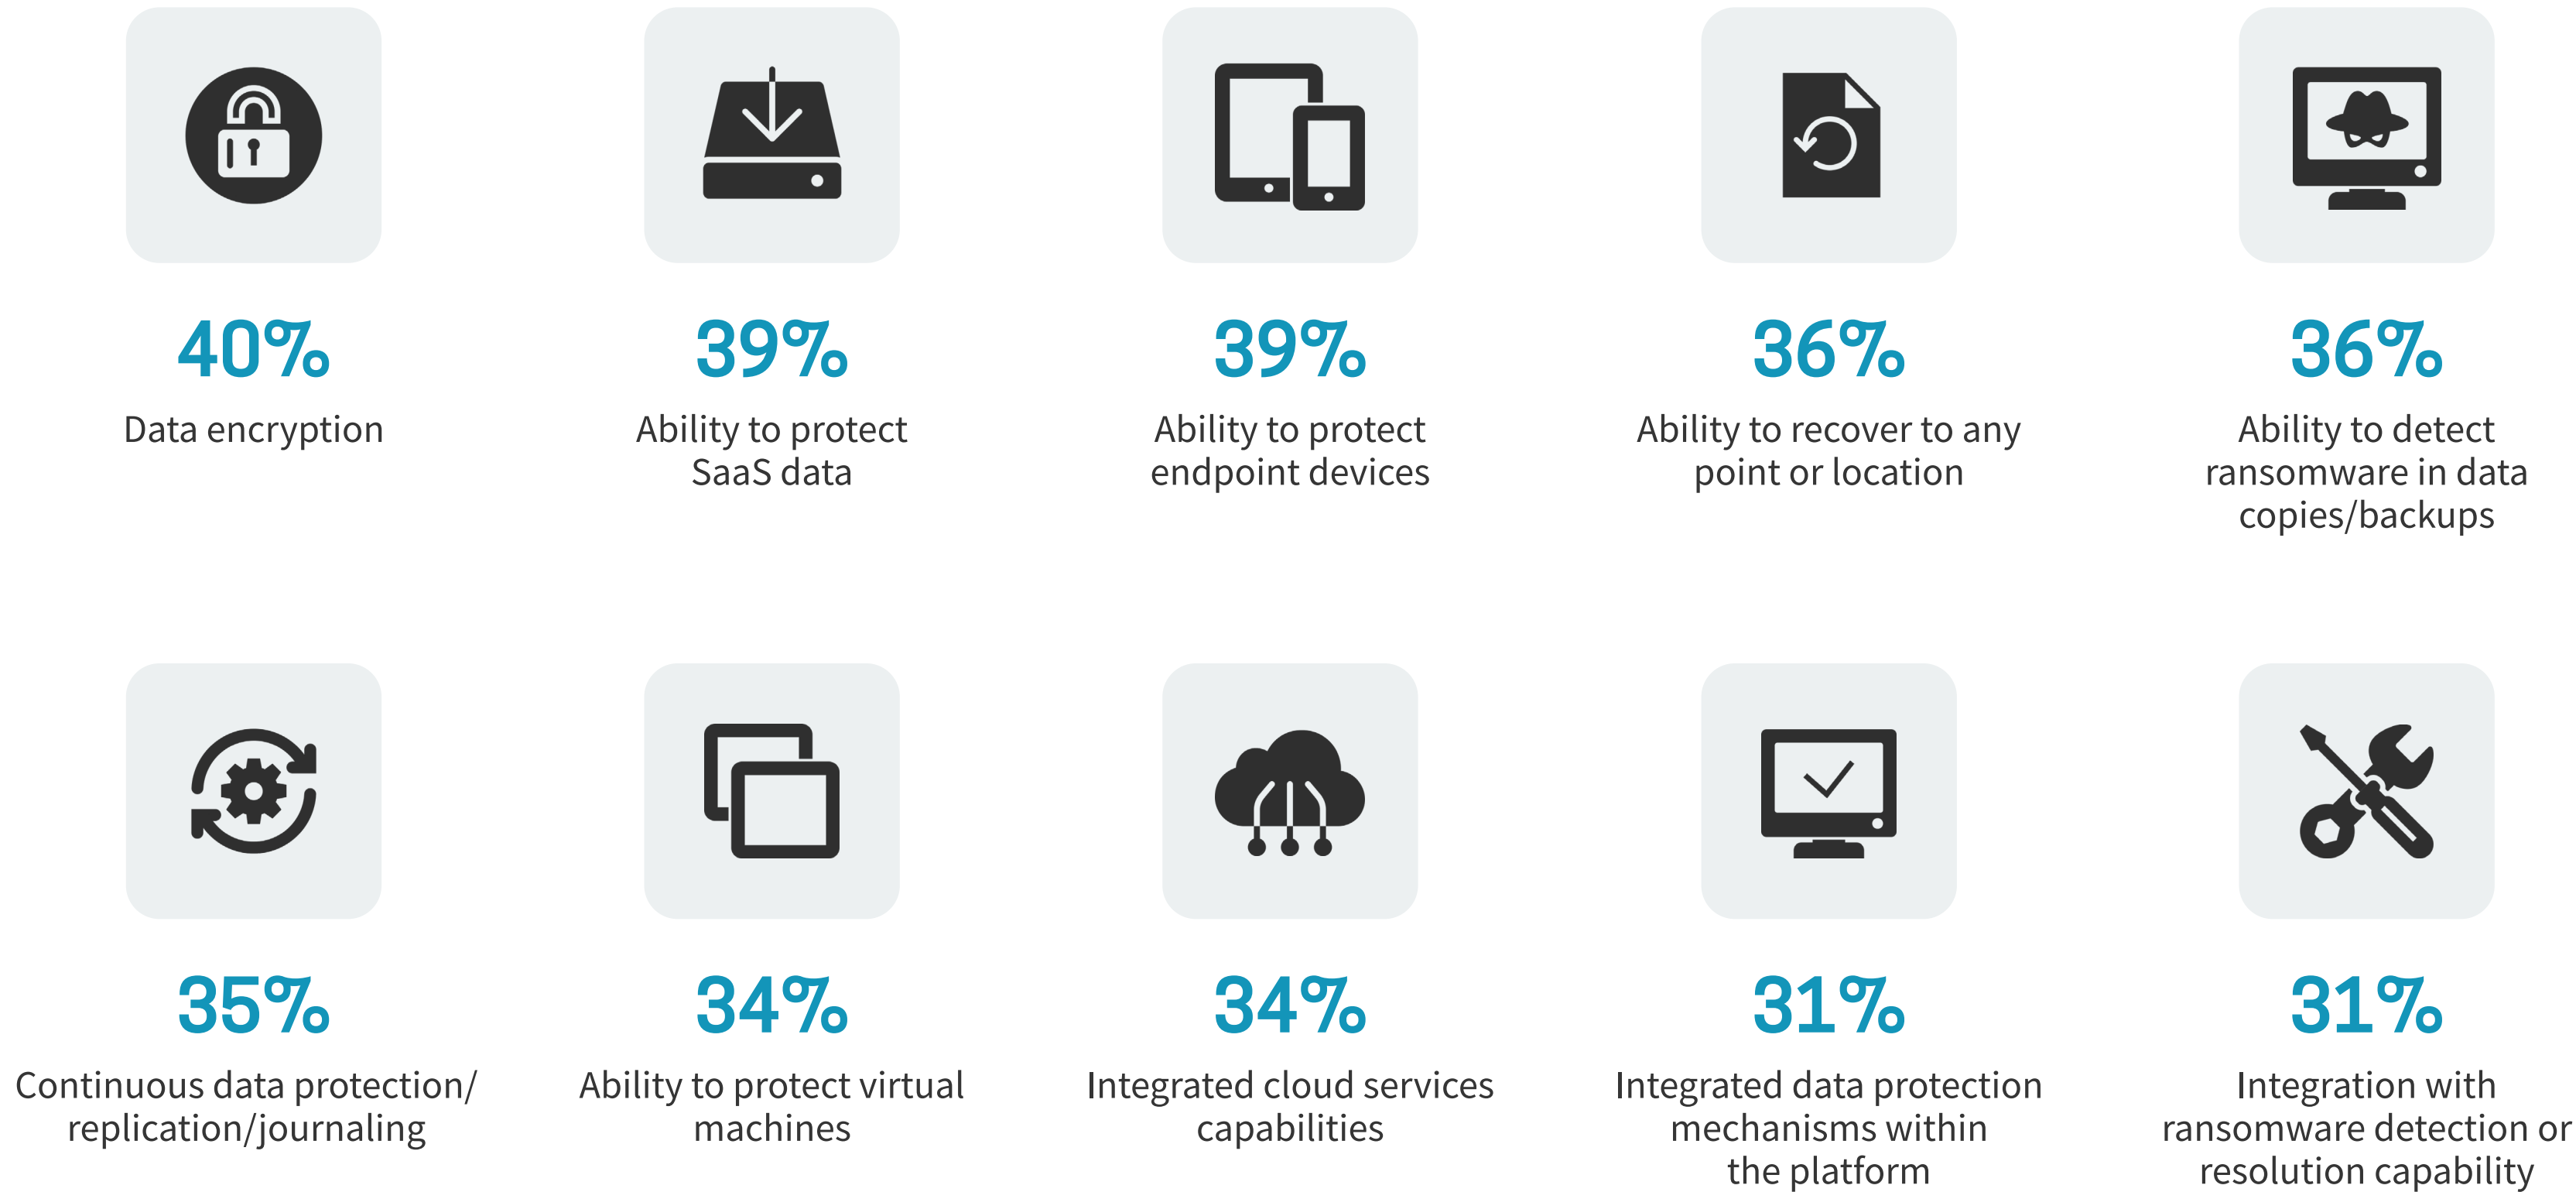 40%
Data encryption
39%
Ability to protect
SaaS data
39%
Ability to protect
endpoint devices
36%
Ability to recover to any
point or location
36%
Ability to detect
ransomware in data
copies/backups
35%
Continuous data protection/
replication/journaling
34%
Ability to protect virtual
machines
34%
Integrated cloud services
capabilities
31%
Integrated data protection
mechanisms within
the platform
31%
Integration with
ransomware detection or
resolution capability